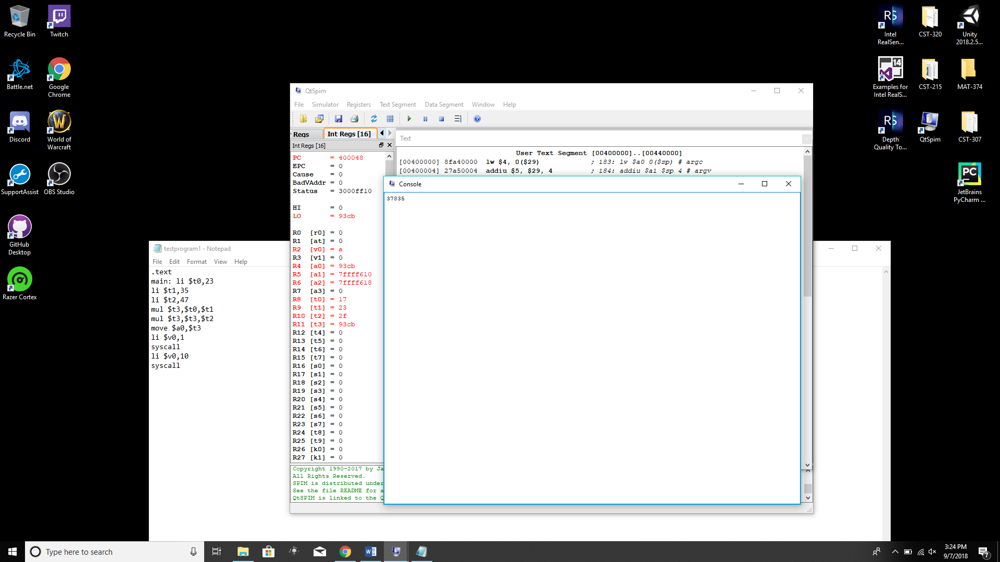 Recycle Bin
Twitch
Battle.net
Google
Chrome
Discord
World of
Warcraft
SupportAssist
OBS Studio
GitHub
Desktop
Razer Cortex
RS
Intel
RealSen...
CST-320
Unity
2018.2.5...
14
Examples for
Intel RealS...
CST-215
MAT-374
RS
Depth
Quality To...
QtSpim
CST-307
PC
JetBrains
PyCharm ...
QtSpim
File Simulator Registers Text Segment Data Segment Window Help
Regs
Int Regs [16]
Int Regs [16]
PC = 400048
EPC = 0
Cause = 0
BadVAddr = 0
Status = 3000ff10
HI = 0
LO = 93cb
R0 [r0] = 0
R1 [at] = 0
R2 [v0] = a
R3 [v1] = 0
R4 [a0] = 93cb
R5 [a1] = 7ffff610
R6 [a2] = 7ffff618
R7 [a3] = 0
R8 [t0] = 17
R9 [t1] = 23
R10 [t2] = 2f
R11 [t3] = 93cb
R12 [t4] = 0
R13 [t5] = 0
R14 [t6] = 0
R15 [t7] = 0
R16 [s0] = 0
R17 [s1] = 0
R18 [s2] = 0
R19 [s3] = 0
R20 [s4] = 0
R21 [s5] = 0
R22 [s6] = 0
R23 [s7] = 0
R24 [t8] = 0
R25 [t9] = 0
R26 [k0] = 0
R27 [k1] = 0
Text
User Text Segment [00400000]..[00440000]
[00400000] 8fa40000 lw $4, 0($29) ; 183: lw $a0 0($sp) # argc
[00400004] 27a50004 addiu $5, $29, 4 ; 184: addiu $a1 $sp 4 # argv
Copyright 1990-2017 by Ja
All Rights Reserved.
SPIM is distributed under
See the file README for a
QtSPIM is linked to the Q
Console
37835
testprogram1 - Notepad
File Edit Format View Help
.text
main: li $t0,23
li $t1,35
li $t2,47
mul $t3,$t0,$t1
mul $t3,$t3,$t2
move $a0,$t3
li $v0,1
syscall
li $v0,10
syscall
Type here to search
3:24 PM
9/7/2018
7